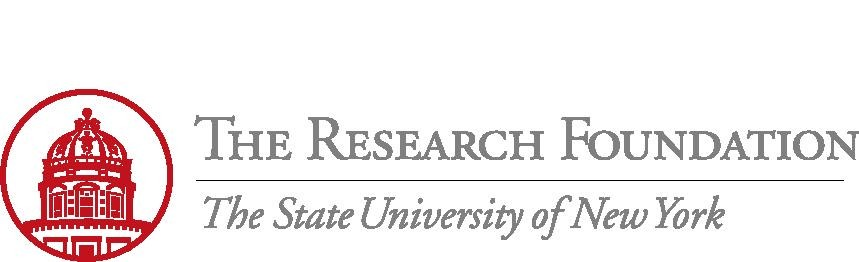 The Research Foundation
The State University of New York